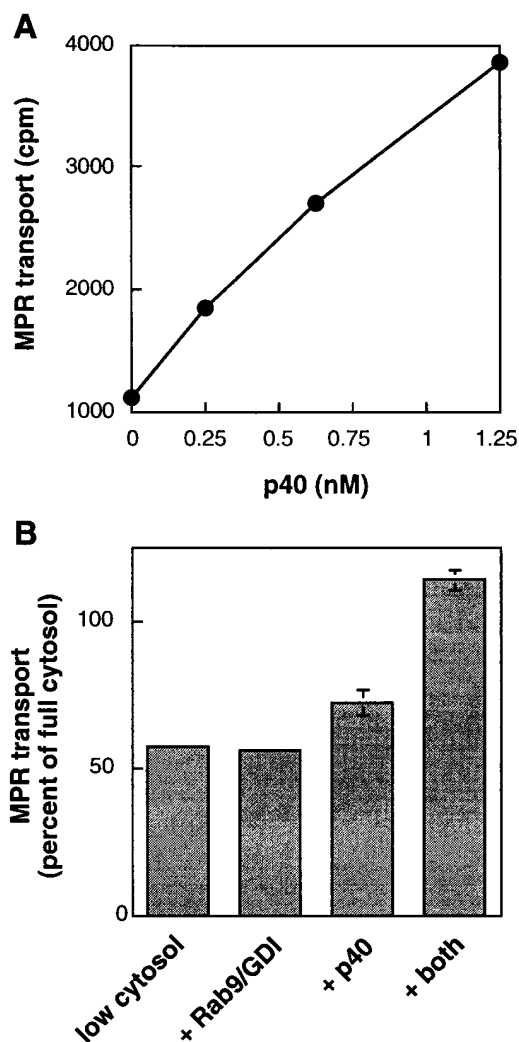 A
4000
3000
2000
1000
MPR transport (cpm)
0 0.25 0.5 0.75 1 1.25
p40 (nM)
B
100
50
0
MPR transport
(percent of full cytosol)
low cytosol
+ Rab9/GDI
+ p40
+ both